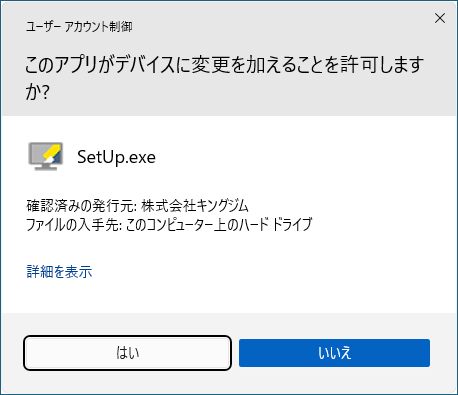 ユーザー アカウント制御
このアプリがデバイスに変更を加えることを許可します
か?
SetUp.exe
確認済みの発行元: 株式会社キングジム
ファイルの入手先: このコンピューター上のハード ドライブ
詳細を表示
はい
いいえ